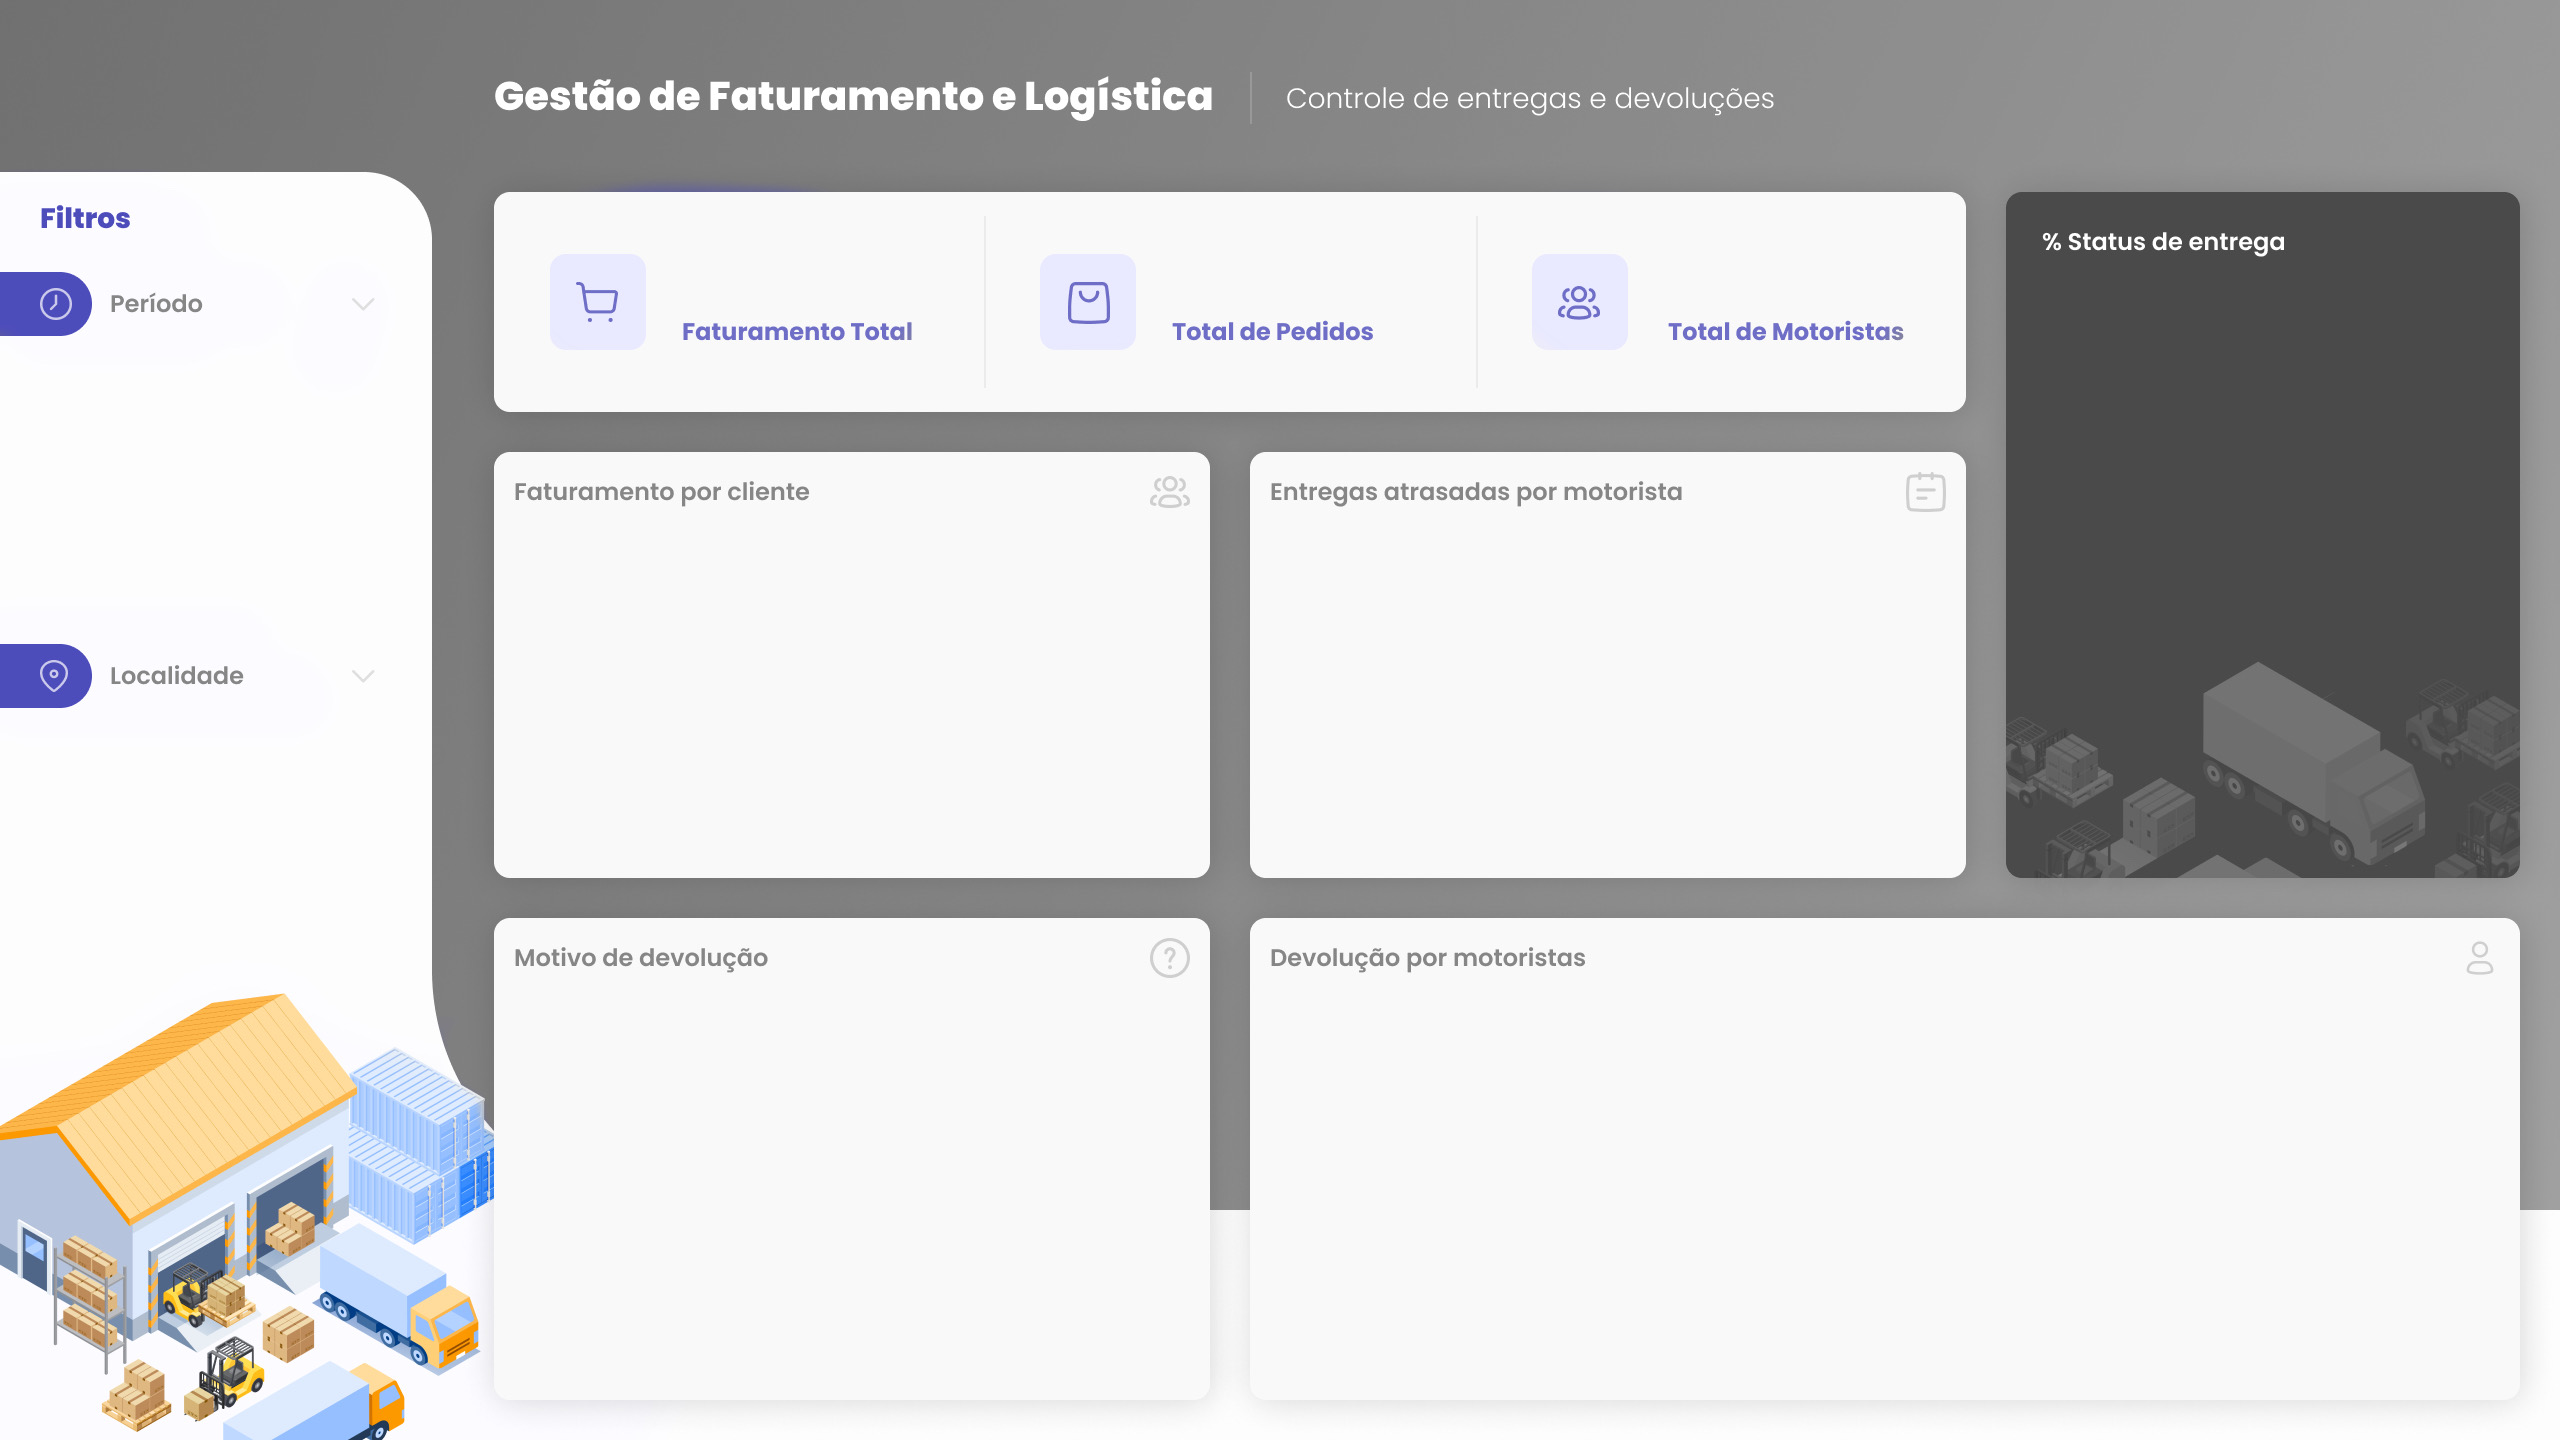 Gestão de Faturamento e Logística
Controle de entregas e devoluções
Filtros
Período
Localidade
Faturamento Total
Total de Pedidos
Total de Motoristas
% Status de entrega
Faturamento por cliente
Entregas atrasadas por motorista
Motivo de devolução
Devolução por motoristas